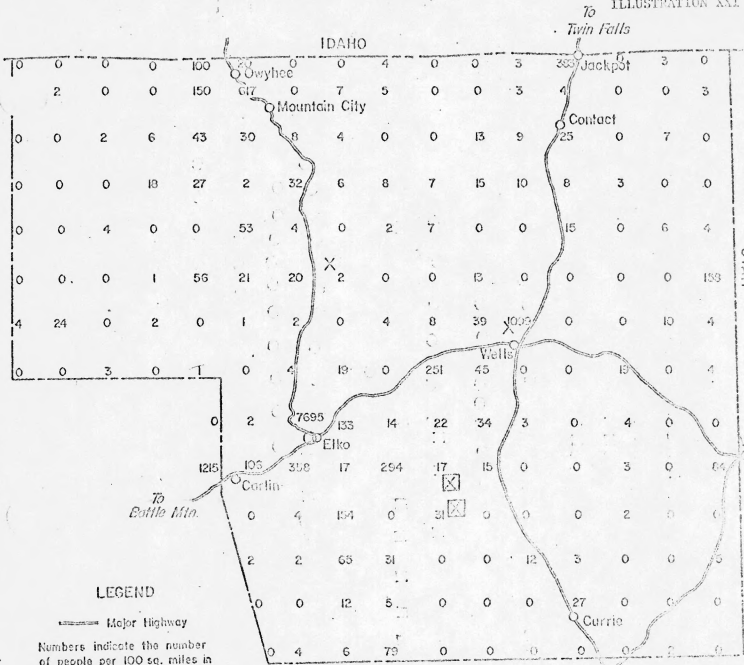 ILLUSTRATION XXI
To
Twin Falls
IDAHO
0 0 0 0 100 20 0 0 4 0 0 3 383 3 0
Owyhee
Jackpot
2 0 0 150 617 0 7 5 0 0 3 4 0 0 3
Mountain City
Contact
0 0 2 6 43 30 8 4 0 0 13 9 25 0 7 0
0 0 0 18 27 2 32 6 8 7 15 10 8 3 0 0
0 0 4 0 0 53 4 0 2 7 0 0 15 0 6 4
X
0 0 0 1 56 21 20 2 0 0 13 0 0 0 0 158
4 24 0 2 0 1 2 0 4 8 39 X 1099 0 0 10 4
Wells
0 0 3 0 1 0 4 19 0 251 45 0 0 19 0 4
0 2 7695 133 14 22 34 3 0 4 0 0
Elko
1215 106 358 17 294 17 15 0 0 3 0 84
Carlin
X
To
Battle Mtn.
X
0 4 154 0 31 0 0 0 2 0 0
2 2 65 31 0 0 12 3 0 0 3
LEGEND
0 0 12 5 0 0 0 27 0 0 0
Currie
Major Highway
Numbers indicate the number
of people per 100 sq. miles in
0 4 6 79 0 0 0 0 0 2 0